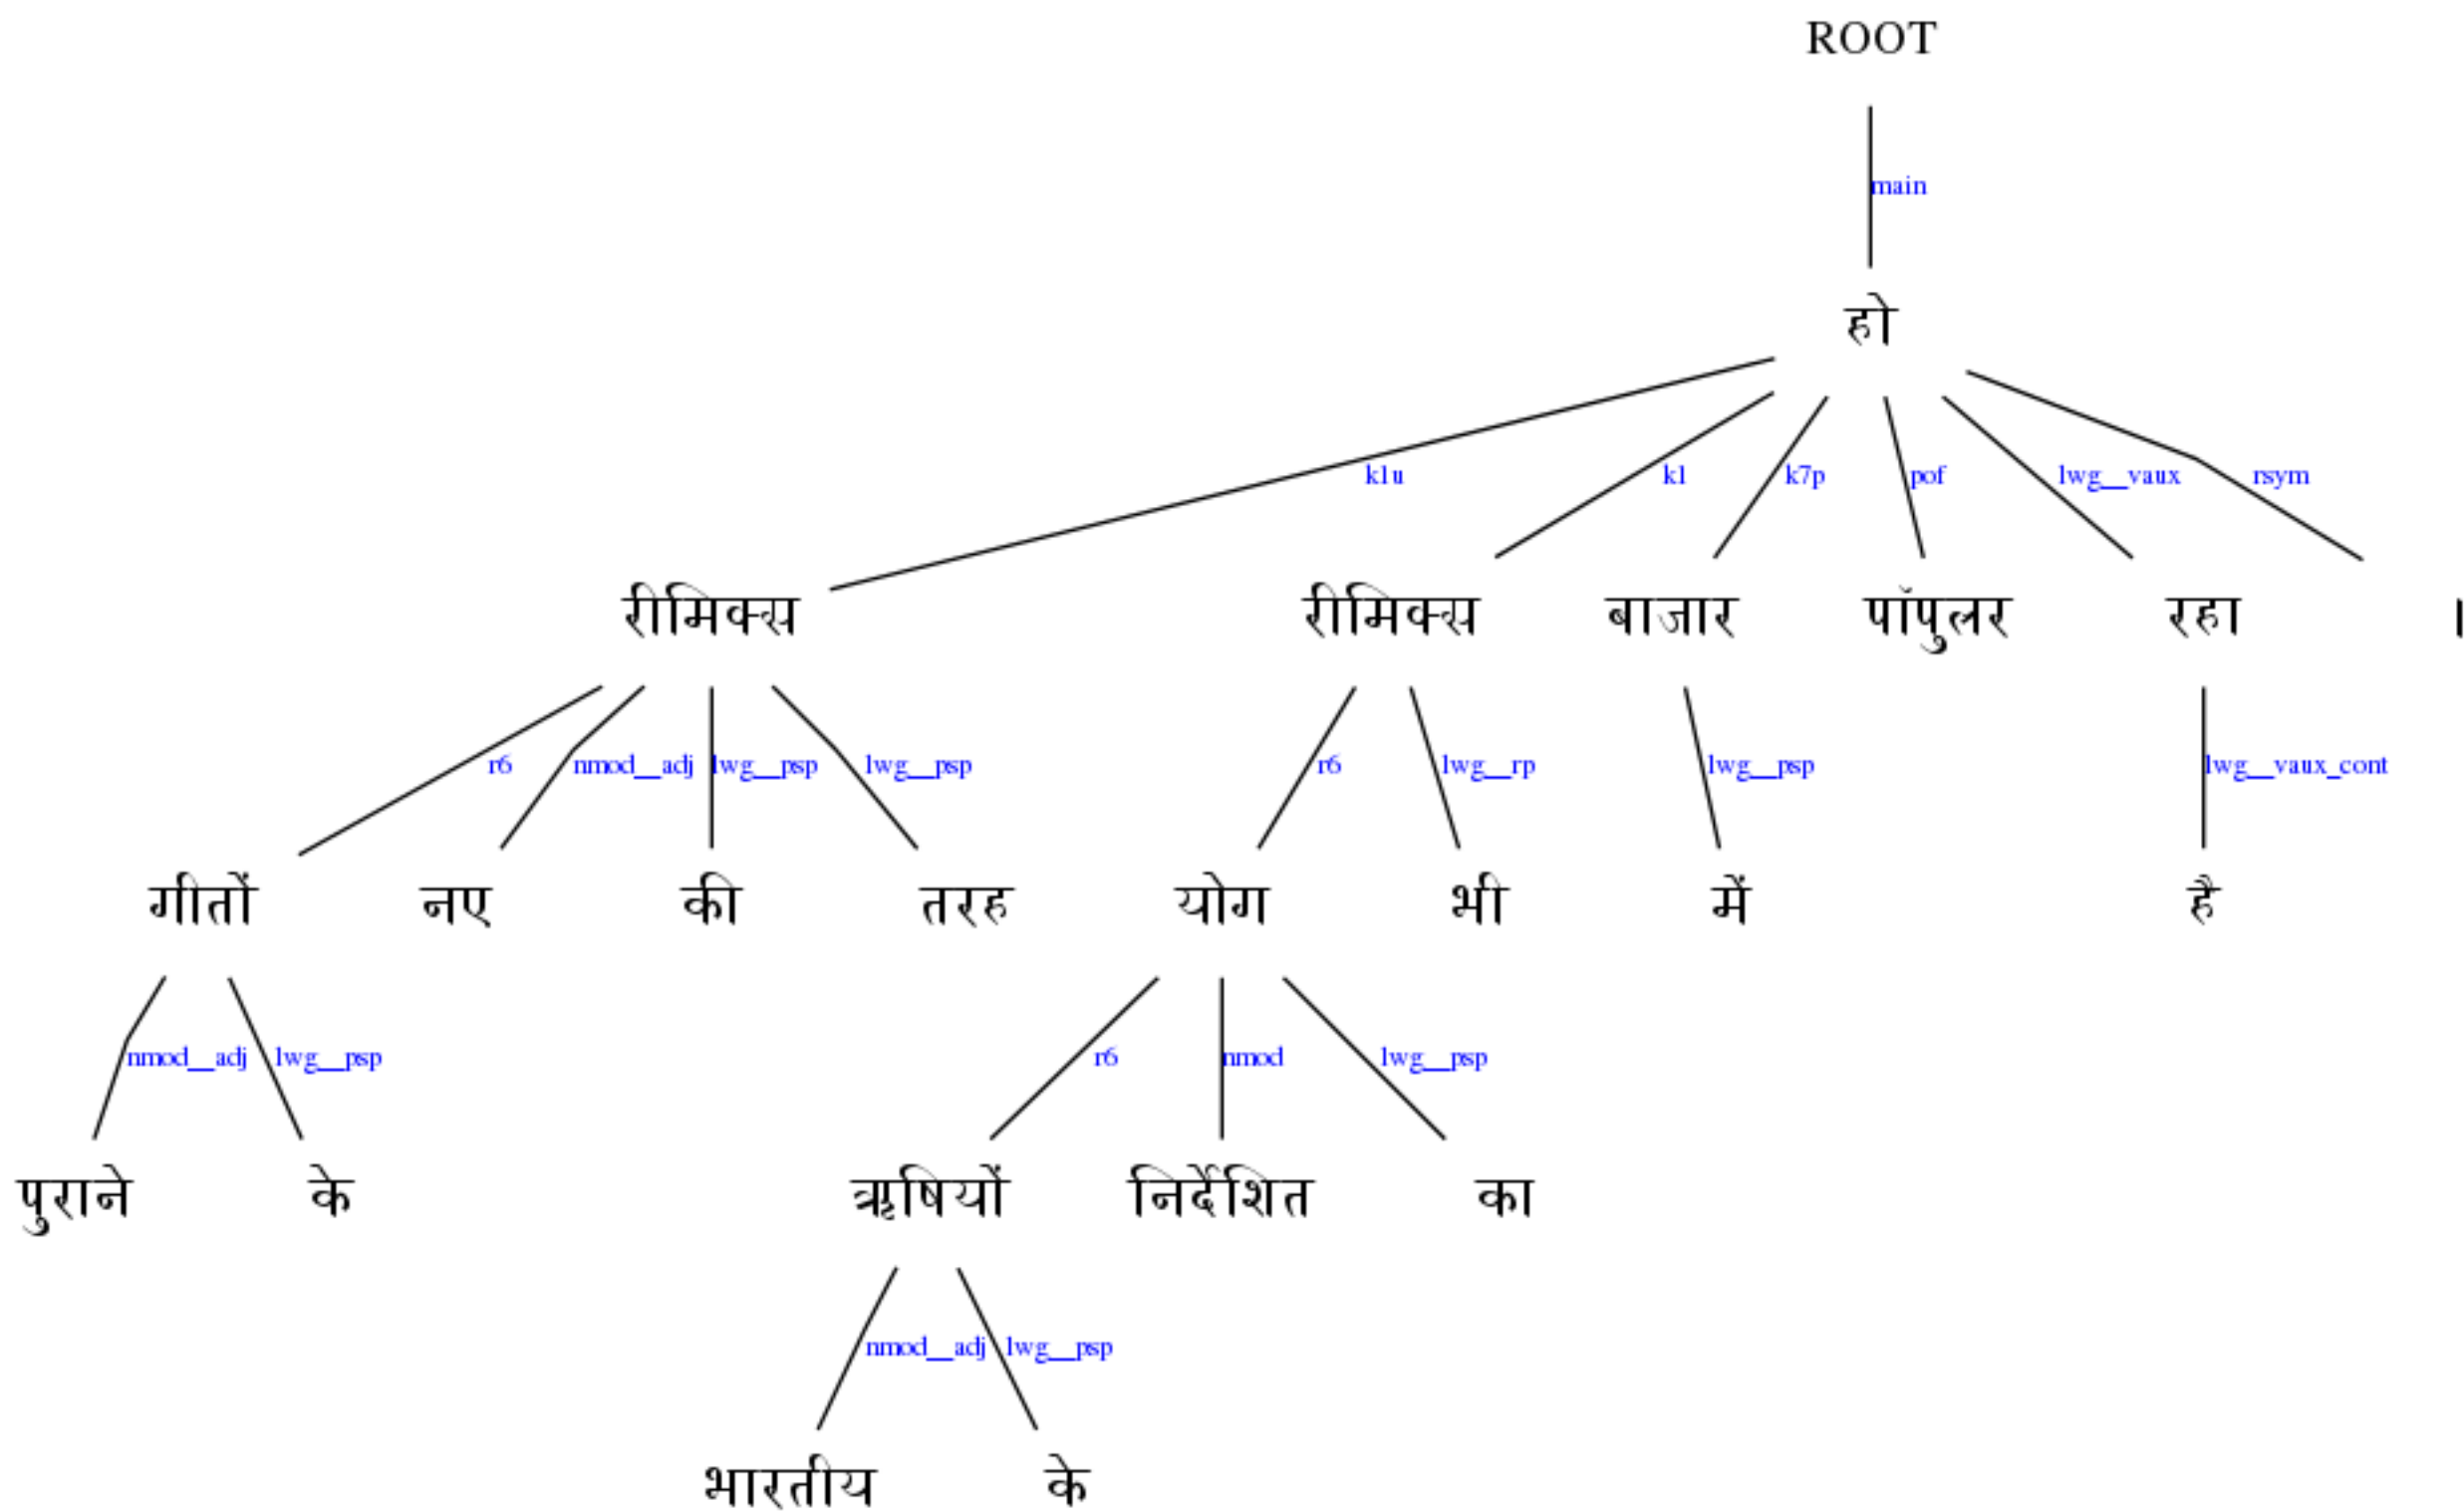 ROOT
main
हो
k1u k1 k7p pof lwg__vaux rsym
रीमिक्स रीमिक्स बाजार पॉपुलर रहा ।
r6 nmod__adj lwg__psp lwg__psp r6 lwg__rp lwg__psp lwg__vaux_cont
गीतों नए की तरह योग भी में है
nmod__adj lwg__psp r6 nmod lwg__psp
पुराने के ऋषियों निर्देशित का
nmod__adj lwg__psp
भारतीय के